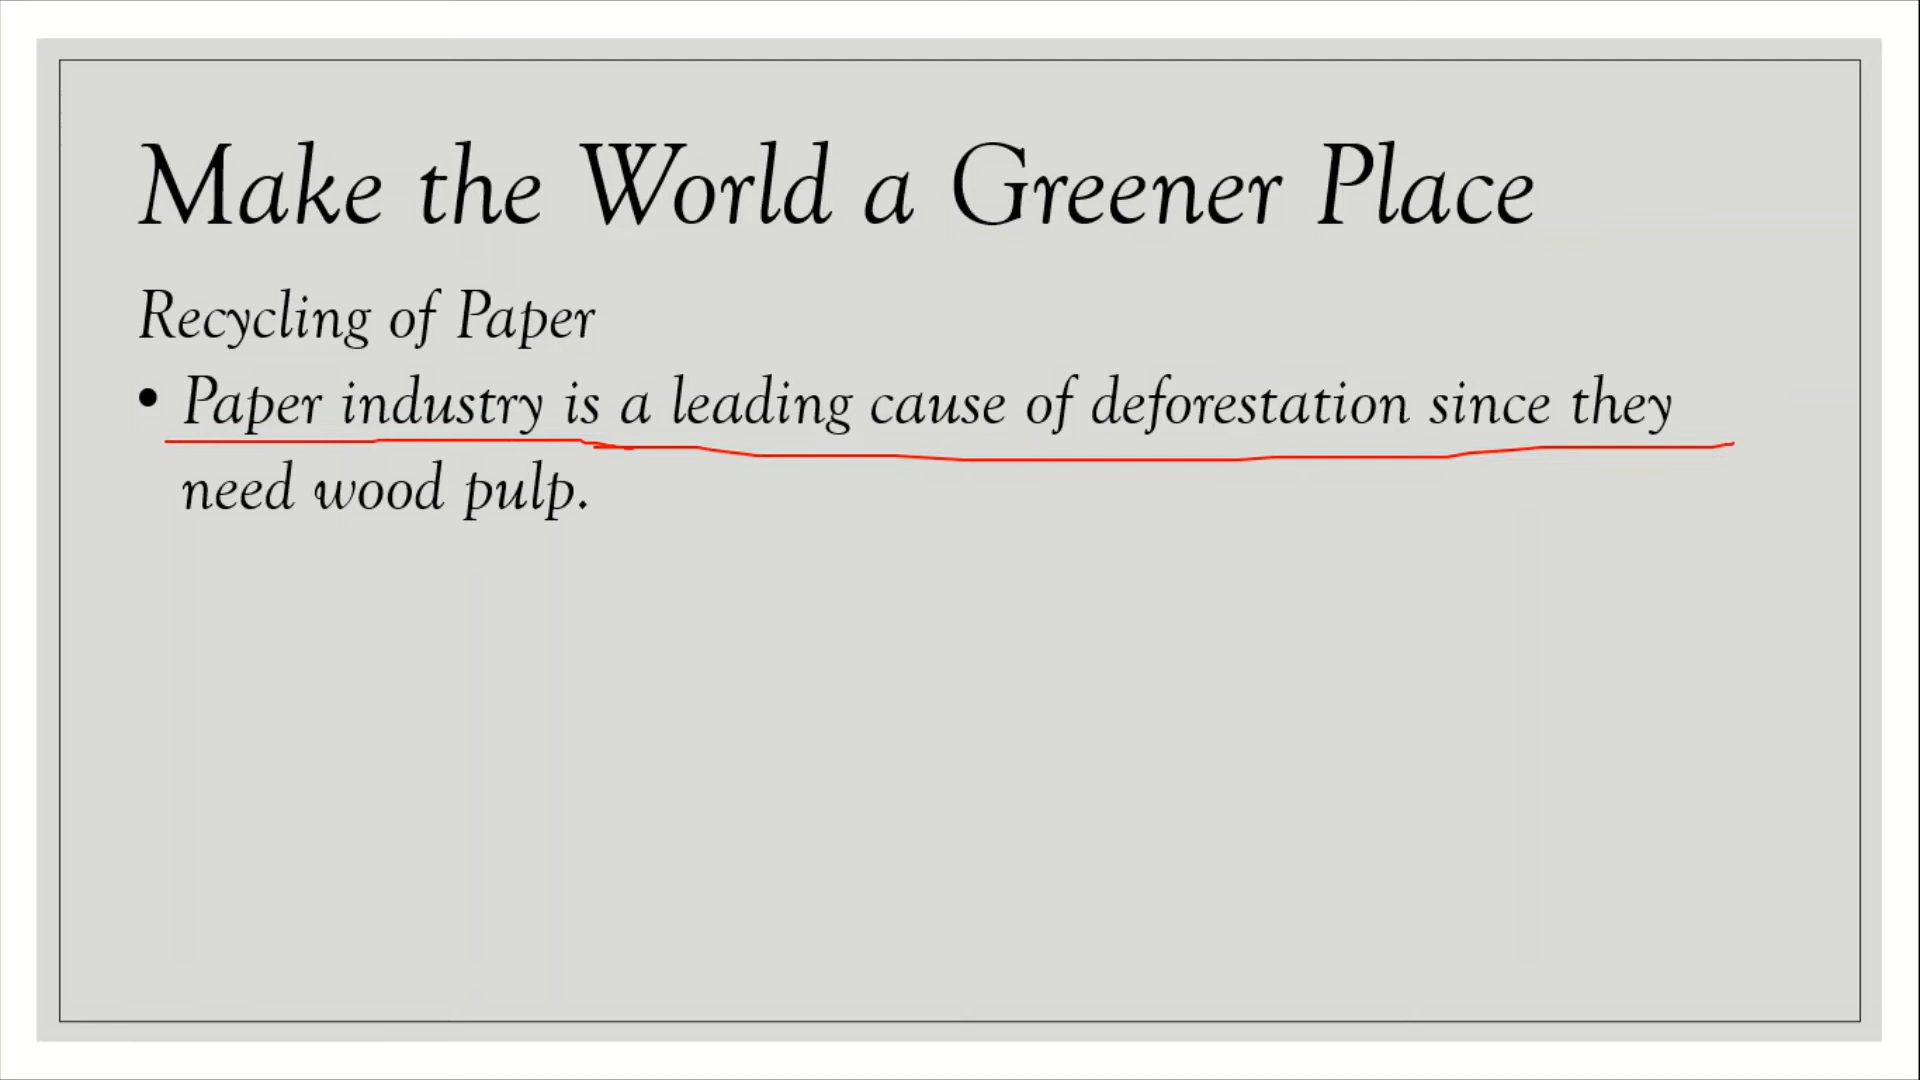 Make the World a Greener Place
Recycling of Paper
• Paper industry is a leading cause of deforestation since they
need wood pulp.